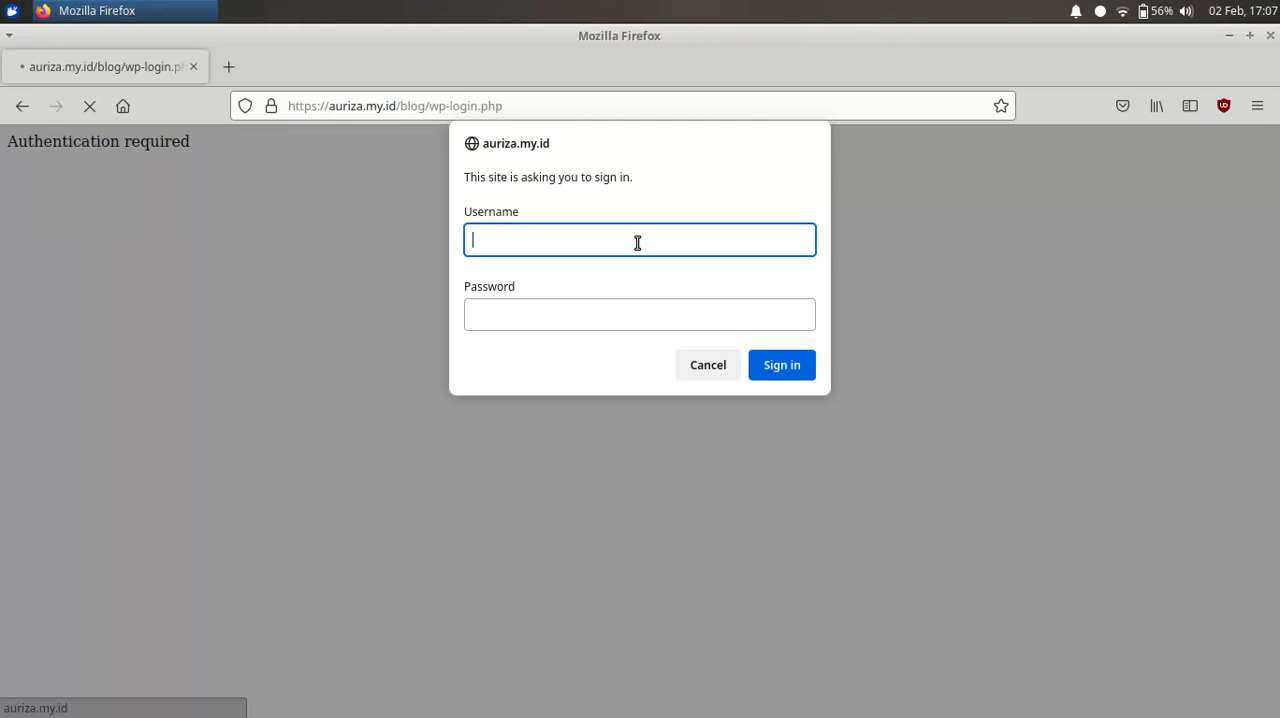 Mozilla Firefox
56%
02 Feb, 17:07
Mozilla Firefox
auriza.my.id/blog/wp-login.ph
https://auriza.my.id/blog/wp-login.php
Authentication required
auriza.my.id
This site is asking you to sign in.
Username
Password
Cancel
Sign in
auriza.my.id